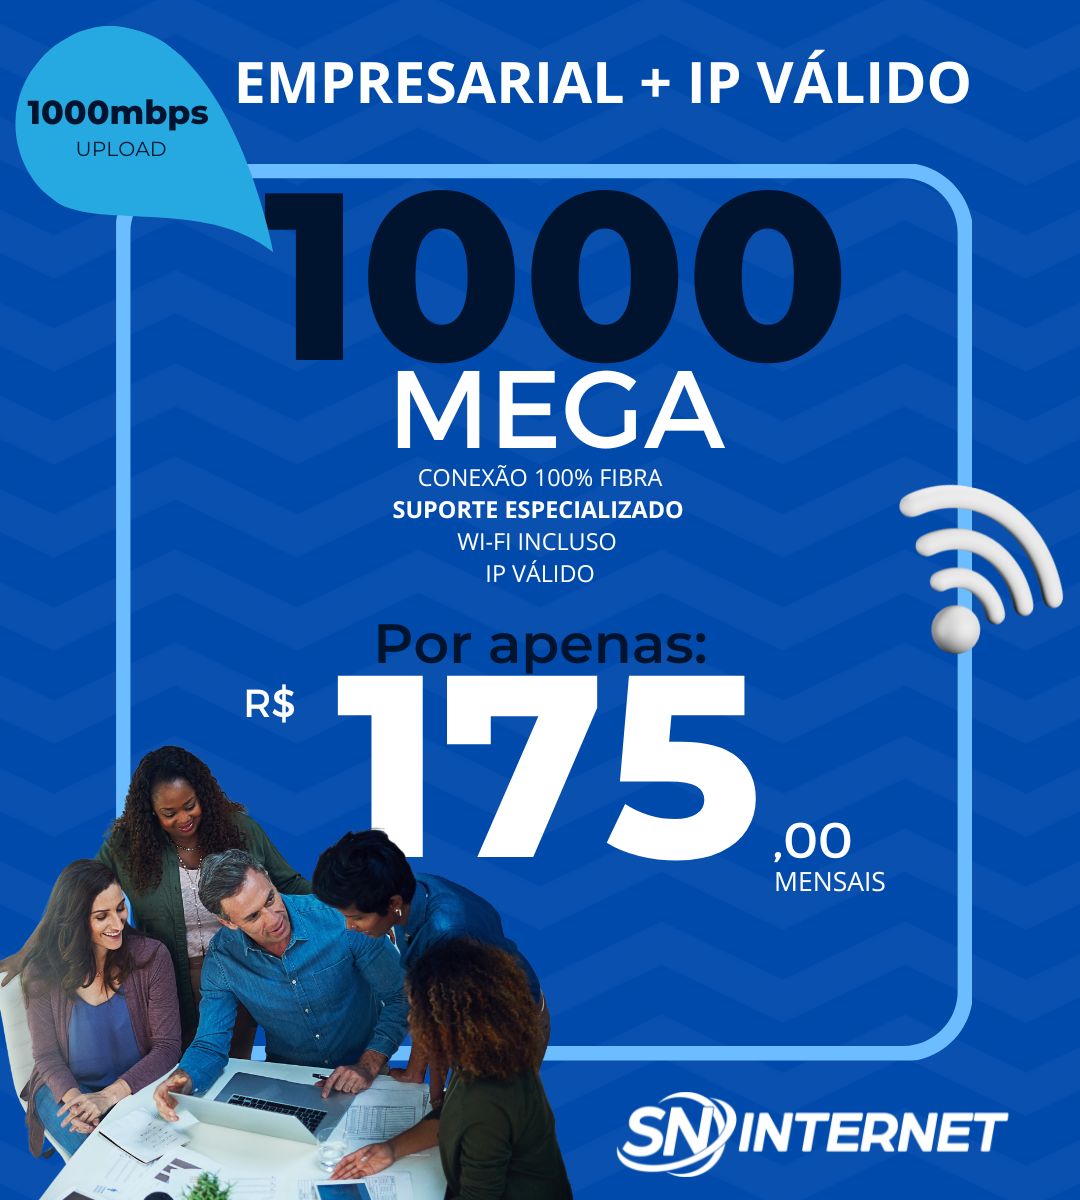 EMPRESARIAL + IP VÁLIDO
1000mbps
UPLOAD
1000
MEGA
CONEXÃO 100% FIBRA
SUPORTE ESPECIALIZADO
WI-FI INCLUSO
IP VÁLIDO
Por apenas:
R$ 175,00
MENSAIS
SN INTERNET